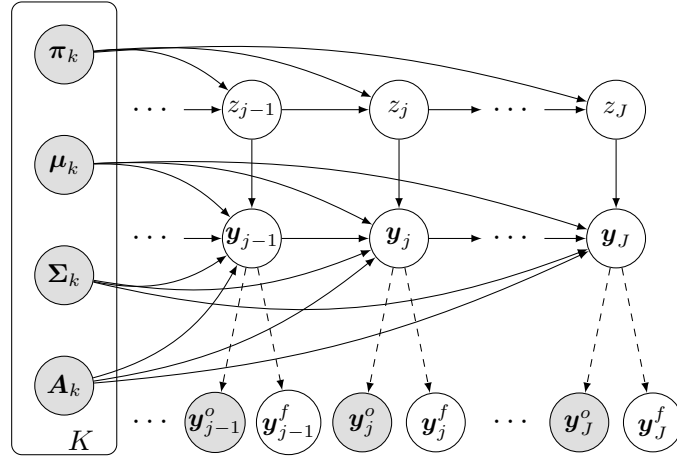 π_k
··· z_{j−1} z_j ··· z_J
μ_k
··· y_{j−1} y_j ··· y_J
Σ_k
A_k
··· y^o_{j−1} y^f_{j−1} y^o_j y^f_j ··· y^o_J y^f_J
K